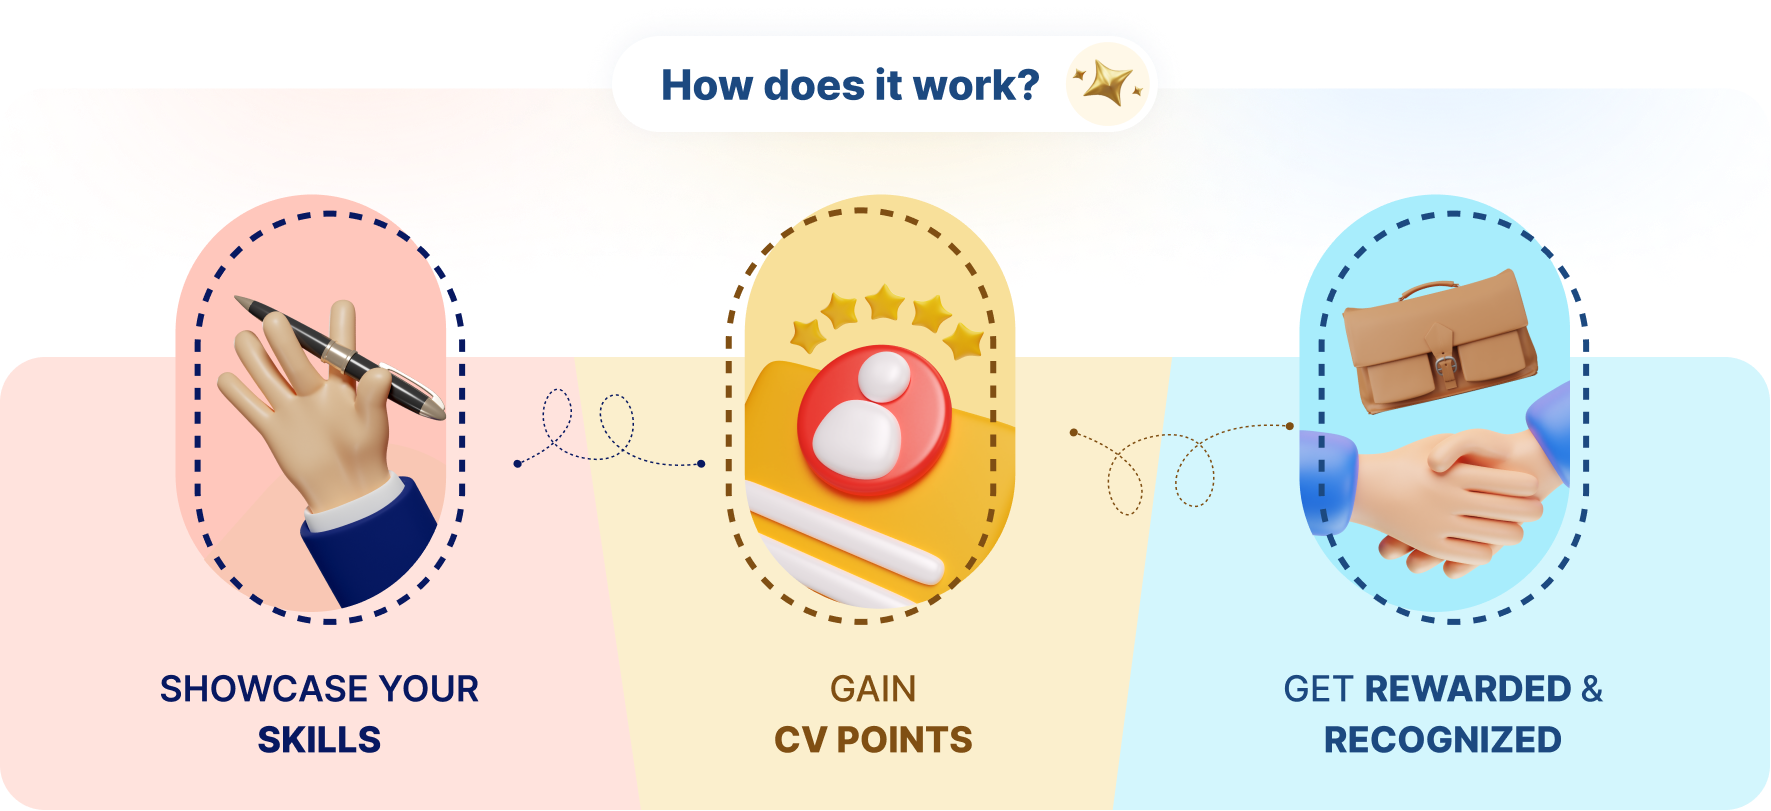 How does it work?
SHOWCASE YOUR
SKILLS
GAIN
CV POINTS
GET REWARDED &
RECOGNIZED